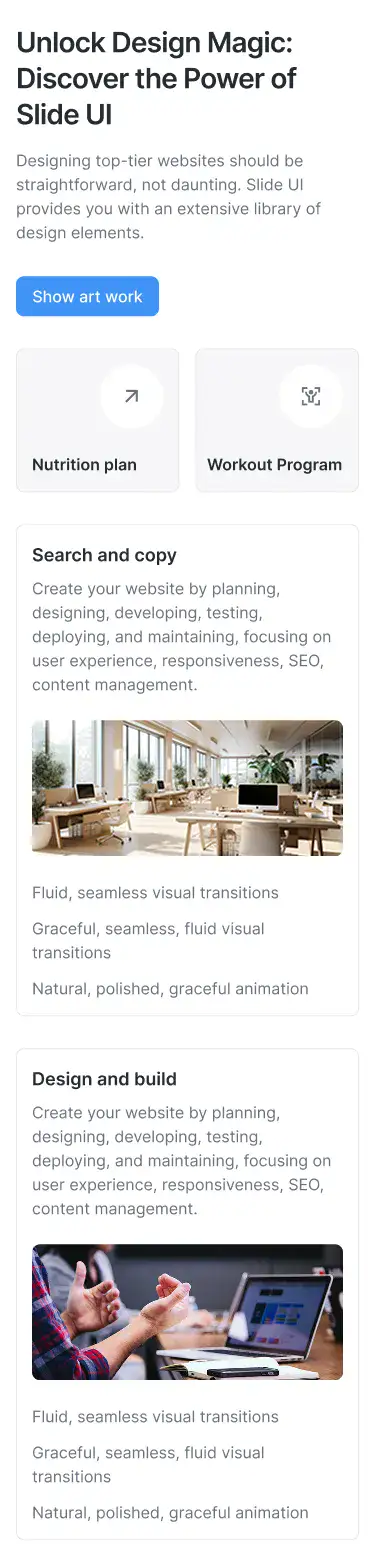 Unlock Design Magic:
Discover the Power of
Slide UI
Designing top-tier websites should be
straightforward, not daunting. Slide UI
provides you with an extensive library of
design elements.
Show art work
Nutrition plan
Workout Program
Search and copy
Create your website by planning,
designing, developing, testing,
deploying, and maintaining, focusing on
user experience, responsiveness, SEO,
content management.
Fluid, seamless visual transitions
Graceful, seamless, fluid visual
transitions
Natural, polished, graceful animation
Design and build
Create your website by planning,
designing, developing, testing,
deploying, and maintaining, focusing on
user experience, responsiveness, SEO,
content management.
Fluid, seamless visual transitions
Graceful, seamless, fluid visual
transitions
Natural, polished, graceful animation